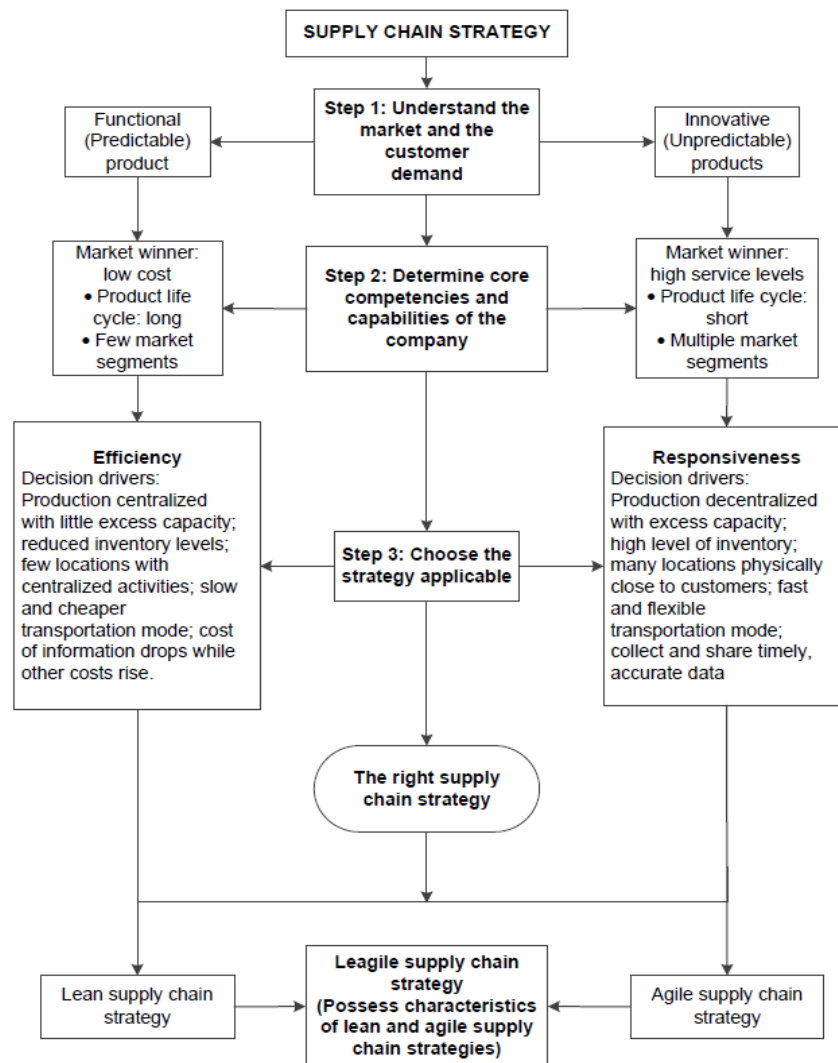 SUPPLY CHAIN STRATEGY
Functional
(Predictable)
product
Step 1: Understand the
market and the
customer
demand
Innovative
(Unpredictable)
products
Market winner:
low cost
• Product life
cycle: long
• Few market
segments
Step 2: Determine core
competencies and
capabilities of the
company
Market winner:
high service levels
• Product life cycle:
short
• Multiple market
segments
Efficiency
Decision drivers:
Production centralized
with little excess capacity;
reduced inventory levels;
few locations with
centralized activities; slow
and cheaper
transportation mode; cost
of information drops while
other costs rise.
Step 3: Choose the
strategy applicable
Responsiveness
Decision drivers:
Production decentralized
with excess capacity;
high level of inventory;
many locations physically
close to customers; fast
and flexible
transportation mode;
collect and share timely,
accurate data
The right supply
chain strategy
Lean supply chain
strategy
Leagile supply chain
strategy
(Possess characteristics
of lean and agile supply
chain strategies)
Agile supply chain
strategy